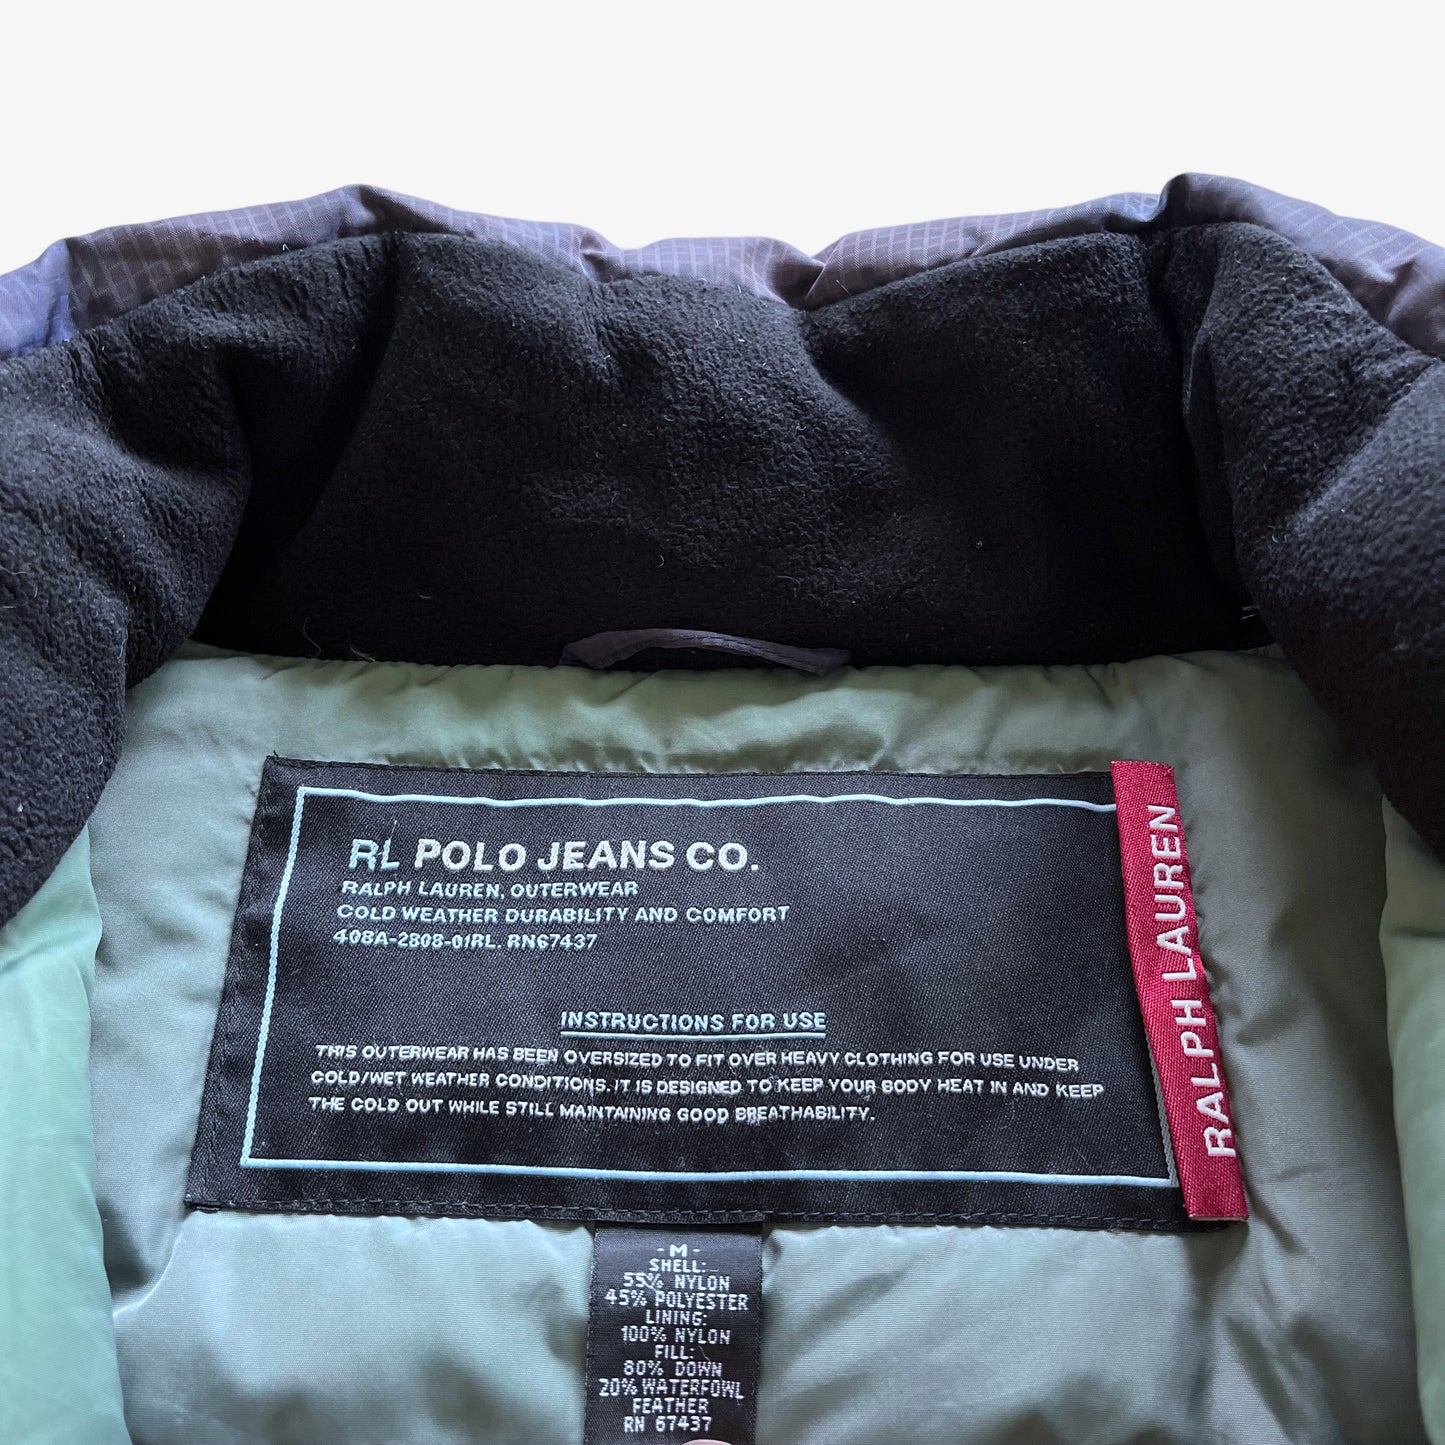 RL POLO JEANS CO.
RALPH LAUREN, OUTERWEAR
COLD WEATHER DURABILITY AND COMFORT
408A-2808-01RL. RN67437
INSTRUCTIONS FOR USE
THIS OUTERWEAR HAS BEEN OVERSIZED TO FIT OVER HEAVY CLOTHING FOR USE UNDER
COLD/WET WEATHER CONDITIONS. IT IS DESIGNED TO KEEP YOUR BODY HEAT IN AND KEEP
THE COLD OUT WHILE STILL MAINTAINING GOOD BREATHABILITY.
RALPH LAUREN
- M -
SHELL:
55% NYLON
45% POLYESTER
LINING:
100% NYLON
FILL:
80% DOWN
20% WATERFOWL
FEATHER
RN 67437